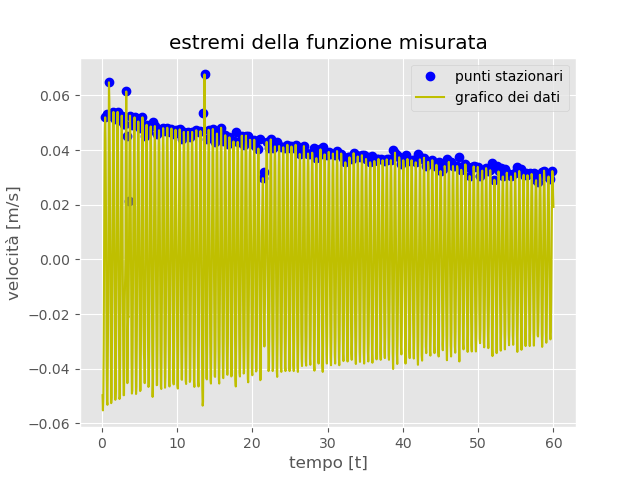 estremi della funzione misurata
punti stazionari
grafico dei dati
velocità [m/s]
0.06
0.04
0.02
0.00
−0.02
−0.04
−0.06
0
10
20
30
40
50
60
tempo [t]